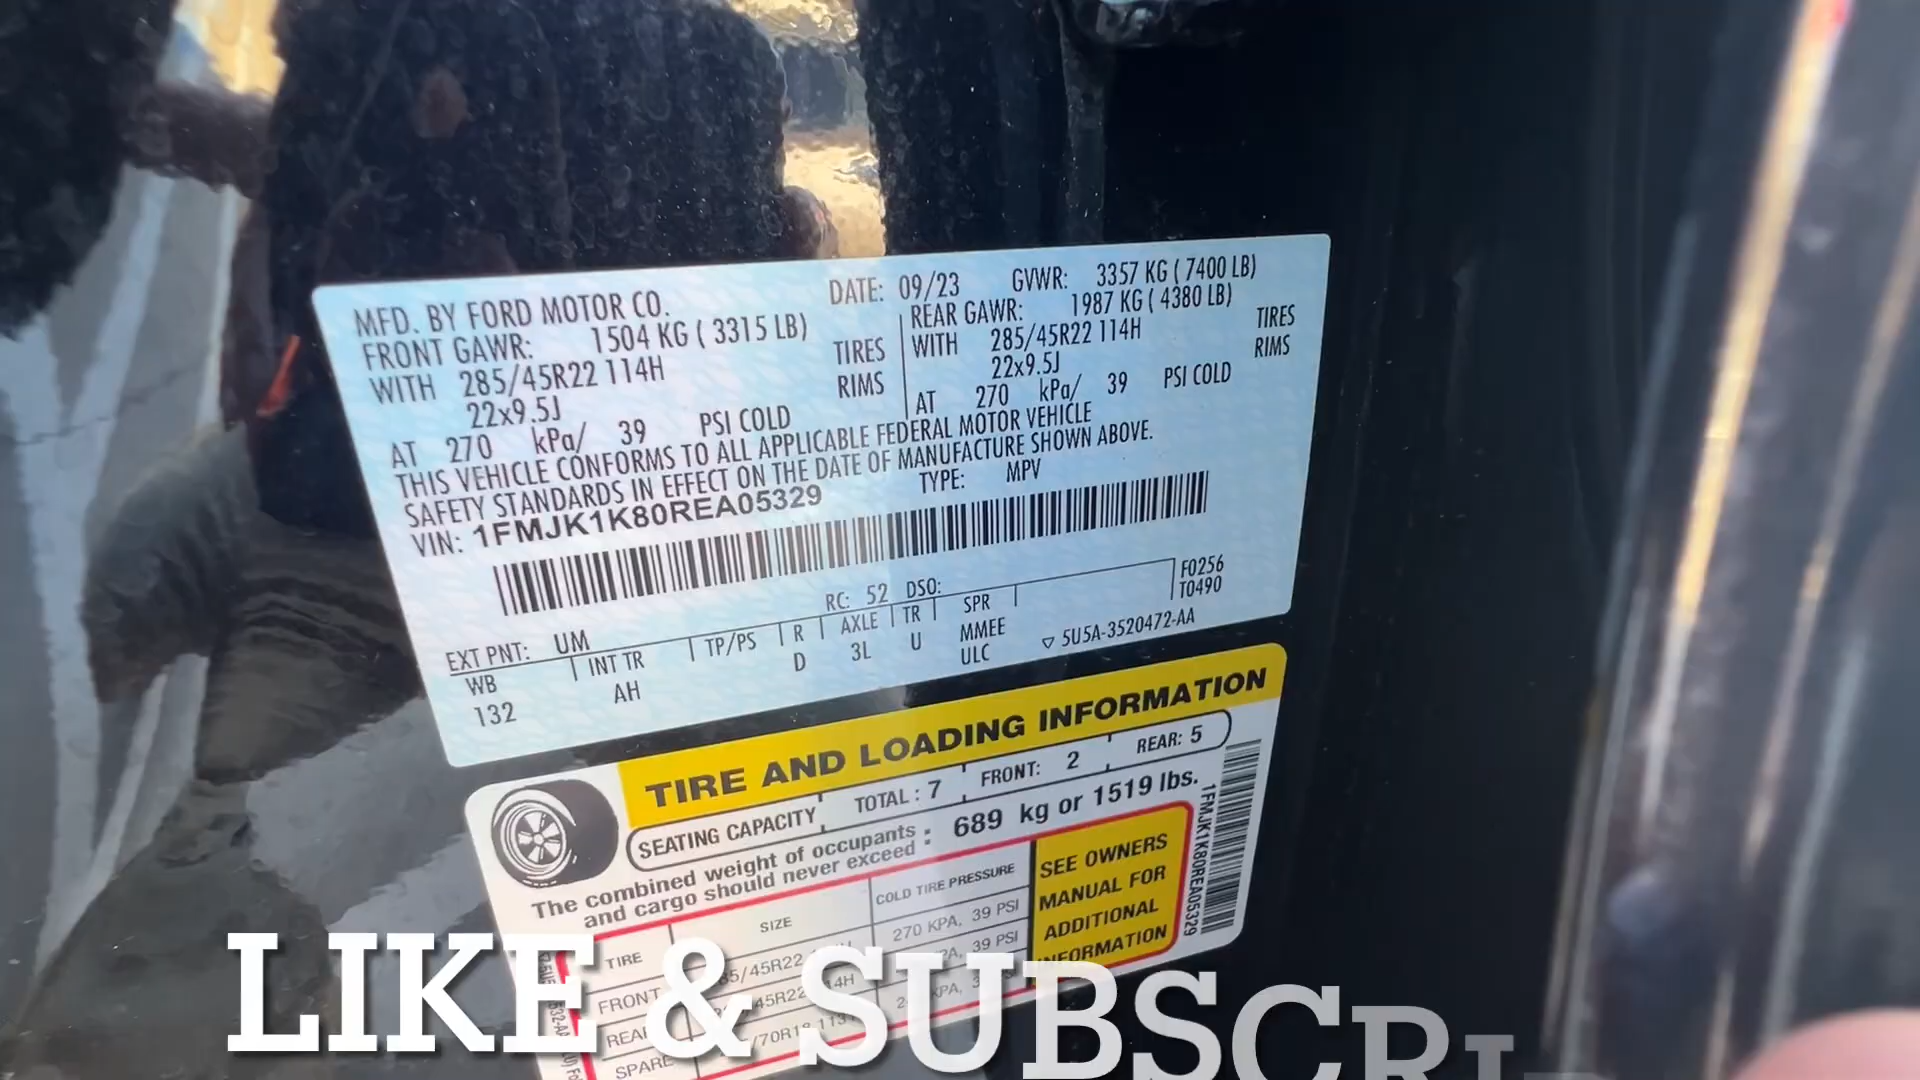 MFD. BY FORD MOTOR CO. DATE: 09/23 GVWR: 3357 KG ( 7400 LB)
FRONT GAWR: 1504 KG ( 3315 LB) REAR GAWR: 1987 KG ( 4380 LB)
WITH 285/45R22 114H TIRES WITH 285/45R22 114H TIRES
22x9.5J RIMS 22x9.5J RIMS
AT 270 kPa/ 39 PSI COLD AT 270 kPa/ 39 PSI COLD
THIS VEHICLE CONFORMS TO ALL APPLICABLE FEDERAL MOTOR VEHICLE
SAFETY STANDARDS IN EFFECT ON THE DATE OF MANUFACTURE SHOWN ABOVE.
VIN: 1FMJK1K80REA05329 TYPE: MPV
F0256
T0490
EXT PNT: UM RC: 52 DSO:
WB INT TR TP/PS R AXLE TR SPR
132 AH D 3L U MMEE
ULC
5U5A-3520472-AA
TIRE AND LOADING INFORMATION
SEATING CAPACITY TOTAL : 7 FRONT: 2 REAR: 5
The combined weight of occupants
and cargo should never exceed : 689 kg or 1519 lbs.
TIRE SIZE COLD TIRE PRESSURE
FRONT 45R22 270 KPA, 39 PSI
REAR 45R22 39 PSI
SPARE
SEE OWNERS
MANUAL FOR
ADDITIONAL
INFORMATION
1FMJK1K80REA05329
LIKE & SUBSCRI